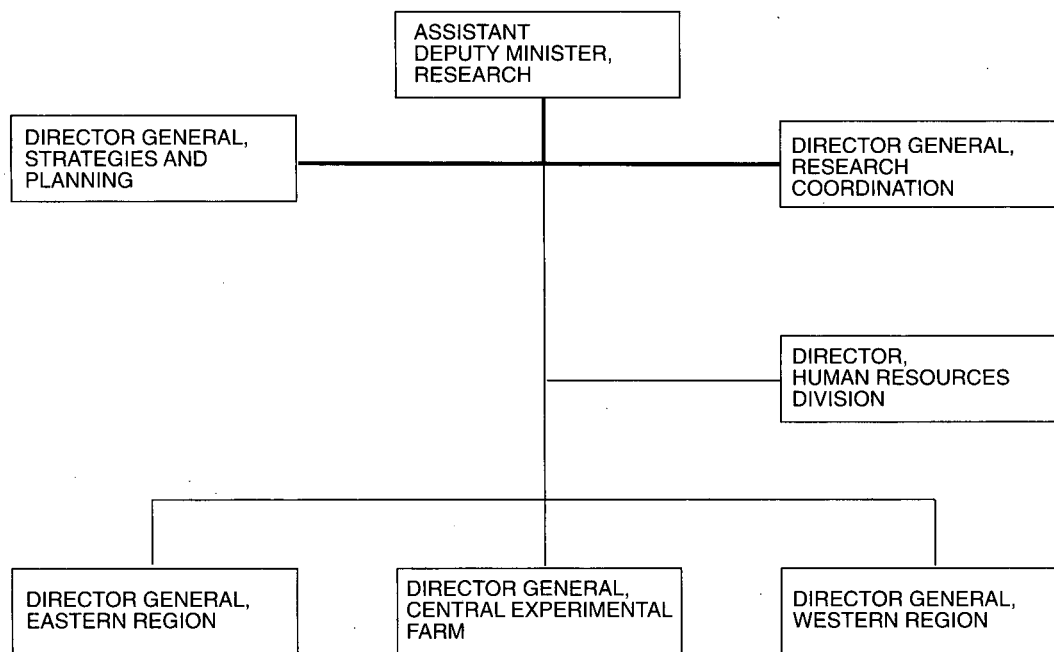 ASSISTANT
DEPUTY MINISTER,
RESEARCH
DIRECTOR GENERAL,
STRATEGIES AND
PLANNING
DIRECTOR GENERAL,
RESEARCH
COORDINATION
DIRECTOR,
HUMAN RESOURCES
DIVISION
DIRECTOR GENERAL,
EASTERN REGION
DIRECTOR GENERAL,
CENTRAL EXPERIMENTAL
FARM
DIRECTOR GENERAL,
WESTERN REGION